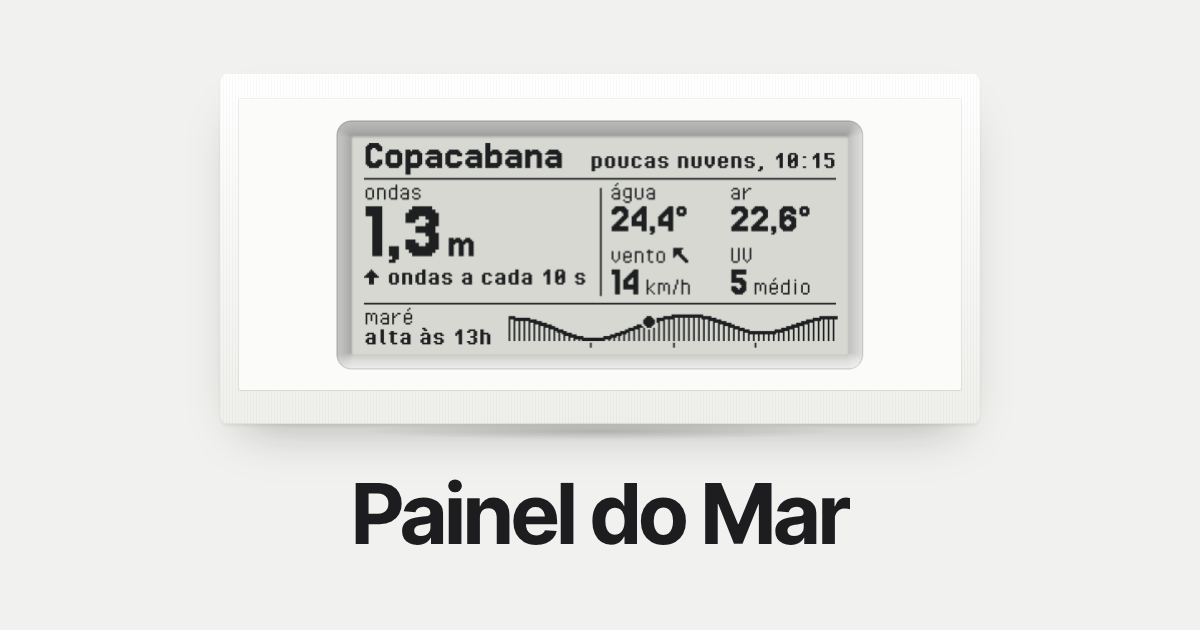 Copacabana poucas nuvens, 10:15
ondas
1,3 m
↑ ondas a cada 10 s
água
24,4°
ar
22,6°
vento ↖
14 km/h
UV
5 médio
maré
alta às 13h
Painel do Mar